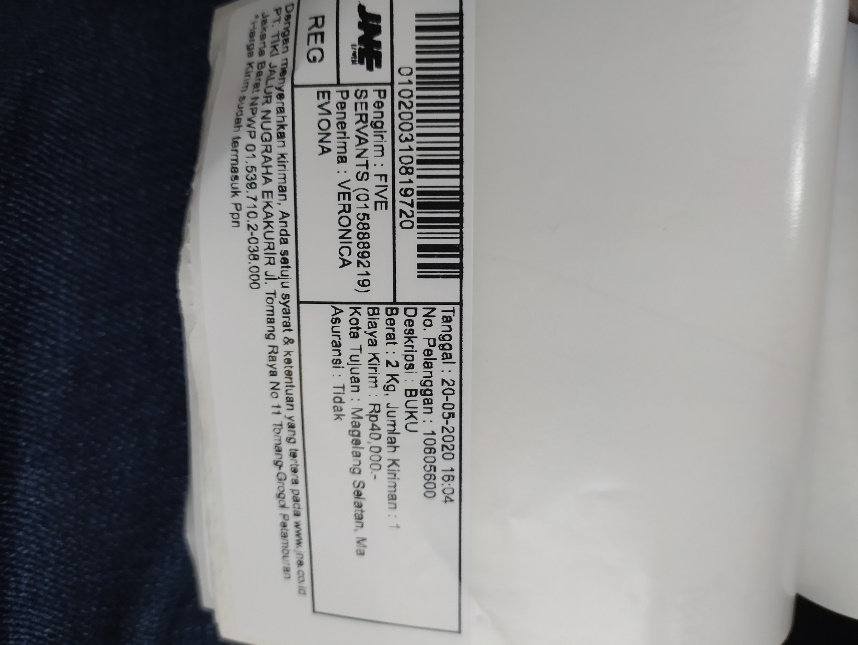 010200310819720
JNE
EXPRESS
REG
Pengirim : FIVE
SERVANTS (0158889219)
Penerima : VERONICA
EVIONA
Tanggal : 20-05-2020 16:04
No. Pelanggan : 10605600
Deskripsi : BUKU
Berat : 2 Kg, Jumlah Kiriman : 1
Biaya Kirim : Rp40,000.-
Kota Tujuan : Magelang Selatan, Ma
Asuransi : Tidak
Dengan menyerahkan kiriman, Anda setuju syarat & ketentuan yang tertera pada www.jne.co.id
PT. TIKI JALUR NUGRAHA EKAKURIR Jl. Tomang Raya No 11 Tomang-Grogol Petamburan
Jakarta Barat NPWP 01.539.710.2-038.000
*Harga Kirim sudah termasuk Ppn